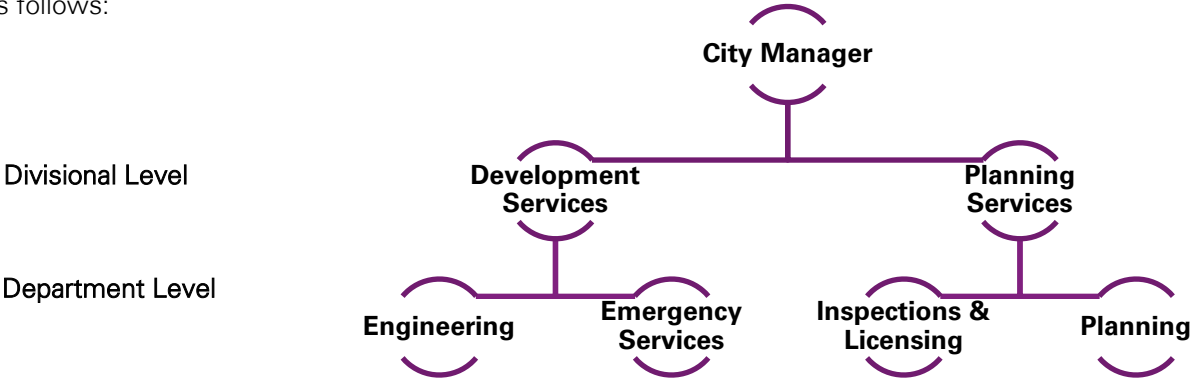 s follows:
City Manager
Divisional Level
Development
Services
Planning
Services
Department Level
Engineering
Emergency
Services
Inspections &
Licensing
Planning